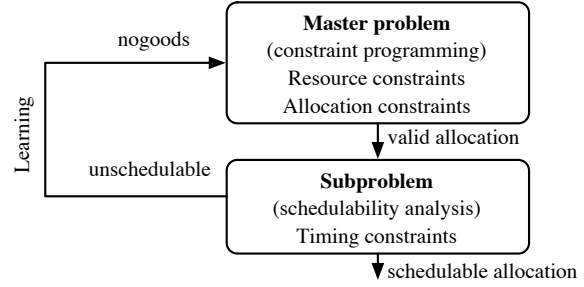 Master problem
(constraint programming)
Resource constraints
Allocation constraints
nogoods
Learning
valid allocation
unschedulable
Subproblem
(schedulability analysis)
Timing constraints
schedulable allocation